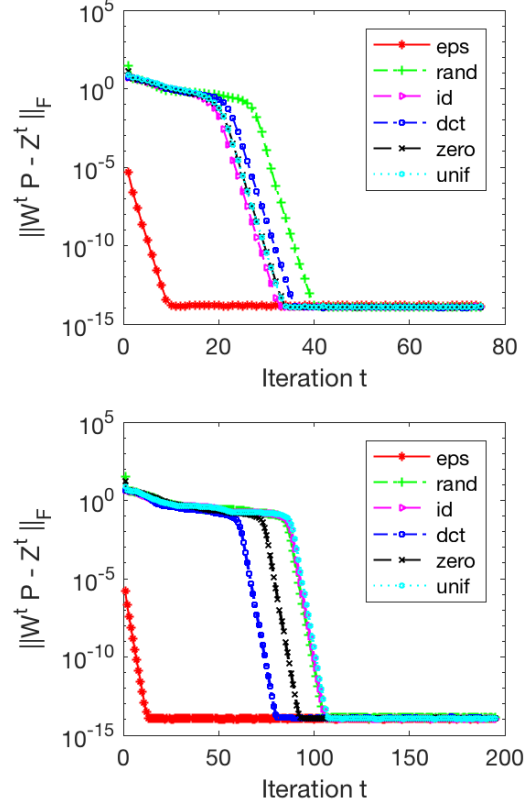 10^5
10^0
10^-5
10^-10
10^-15
||W^t P - Z^t ||_F
eps
rand
id
dct
zero
unif
0 20 40 60 80
Iteration t
10^5
10^0
10^-5
10^-10
10^-15
||W^t P - Z^t ||_F
eps
rand
id
dct
zero
unif
0 50 100 150 200
Iteration t